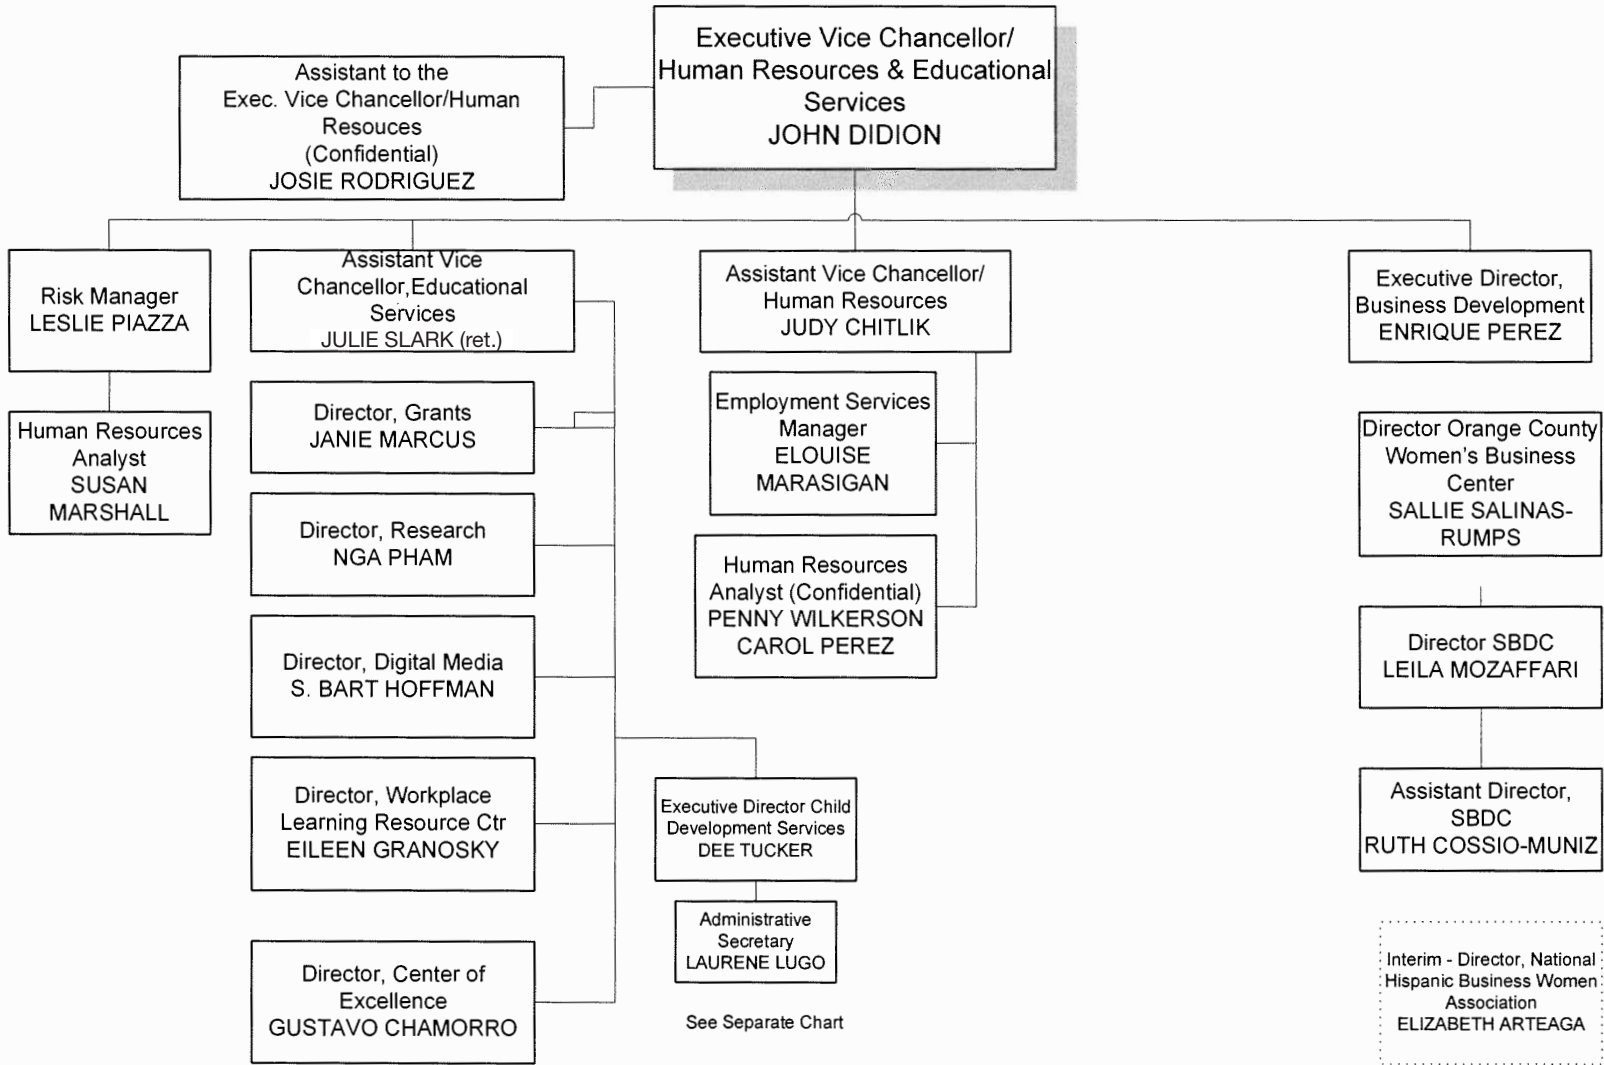 Executive Vice Chancellor/
Human Resources & Educational
Services
JOHN DIDION
Assistant to the
Exec. Vice Chancellor/Human
Resouces
(Confidential)
JOSIE RODRIGUEZ
Risk Manager
LESLIE PIAZZA
Human Resources
Analyst
SUSAN
MARSHALL
Assistant Vice
Chancellor,Educational
Services
JULIE SLARK (ret.)
Director, Grants
JANIE MARCUS
Director, Research
NGA PHAM
Director, Digital Media
S. BART HOFFMAN
Director, Workplace
Learning Resource Ctr
EILEEN GRANOSKY
Director, Center of
Excellence
GUSTAVO CHAMORRO
Executive Director Child
Development Services
DEE TUCKER
Administrative
Secretary
LAURENE LUGO
See Separate Chart
Assistant Vice Chancellor/
Human Resources
JUDY CHITLIK
Employment Services
Manager
ELOUISE
MARASIGAN
Human Resources
Analyst (Confidential)
PENNY WILKERSON
CAROL PEREZ
Executive Director,
Business Development
ENRIQUE PEREZ
Director Orange County
Women's Business
Center
SALLIE SALINAS-
RUMPS
Director SBDC
LEILA MOZAFFARI
Assistant Director,
SBDC
RUTH COSSIO-MUNIZ
Interim - Director, National
Hispanic Business Women
Association
ELIZABETH ARTEAGA